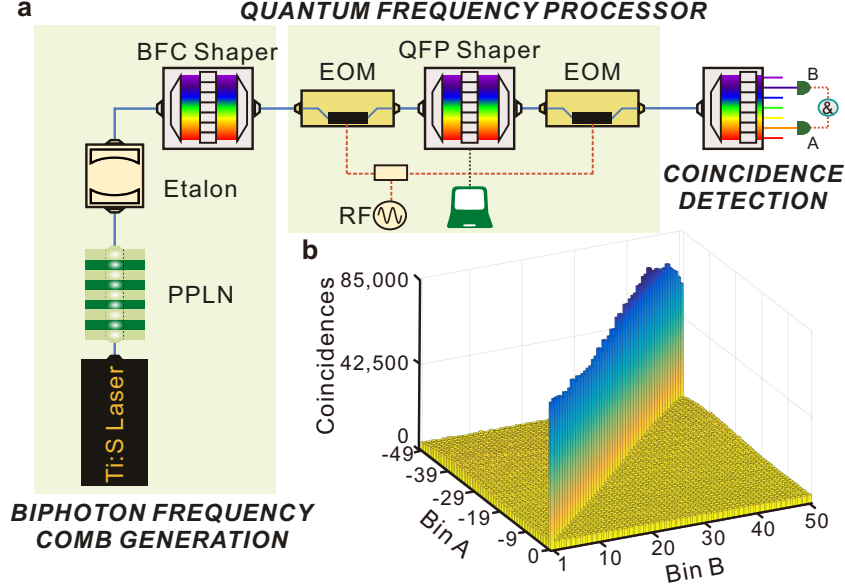 a
QUANTUM FREQUENCY PROCESSOR
BFC Shaper
EOM
QFP Shaper
EOM
B
&
A
Etalon
RF
COINCIDENCE
DETECTION
PPLN
Ti:S Laser
BIPHOTON FREQUENCY
COMB GENERATION
b
85,000
42,500
0
Coincidences
-49
-39
-29
-19
-9
0
Bin A
1
10
20
30
40
50
Bin B